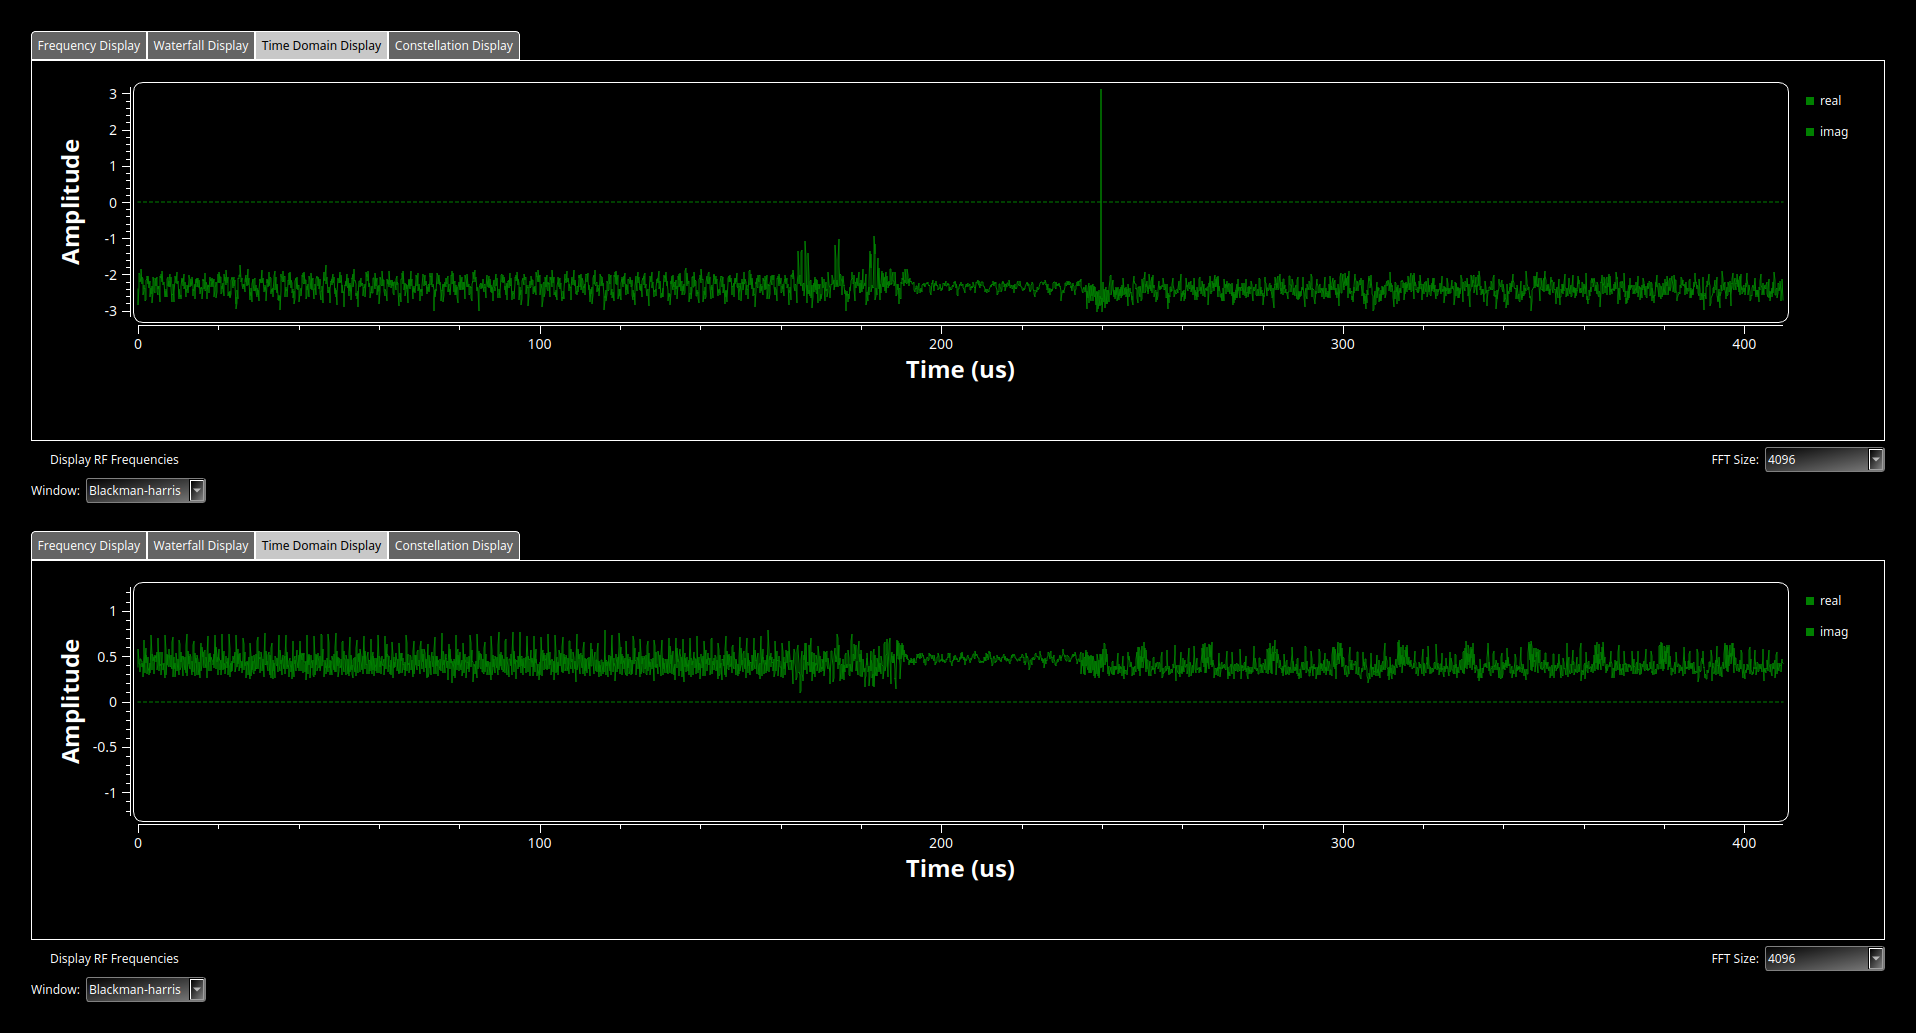 Frequency Display Waterfall Display Time Domain Display Constellation Display
3
2
1
0
-1
-2
-3
Amplitude
real
imag
0 100 200 300 400
Time (us)
Display RF Frequencies
FFT Size: 4096
Window: Blackman-harris
Frequency Display Waterfall Display Time Domain Display Constellation Display
1
0.5
0
-0.5
-1
Amplitude
real
imag
0 100 200 300 400
Time (us)
Display RF Frequencies
FFT Size: 4096
Window: Blackman-harris